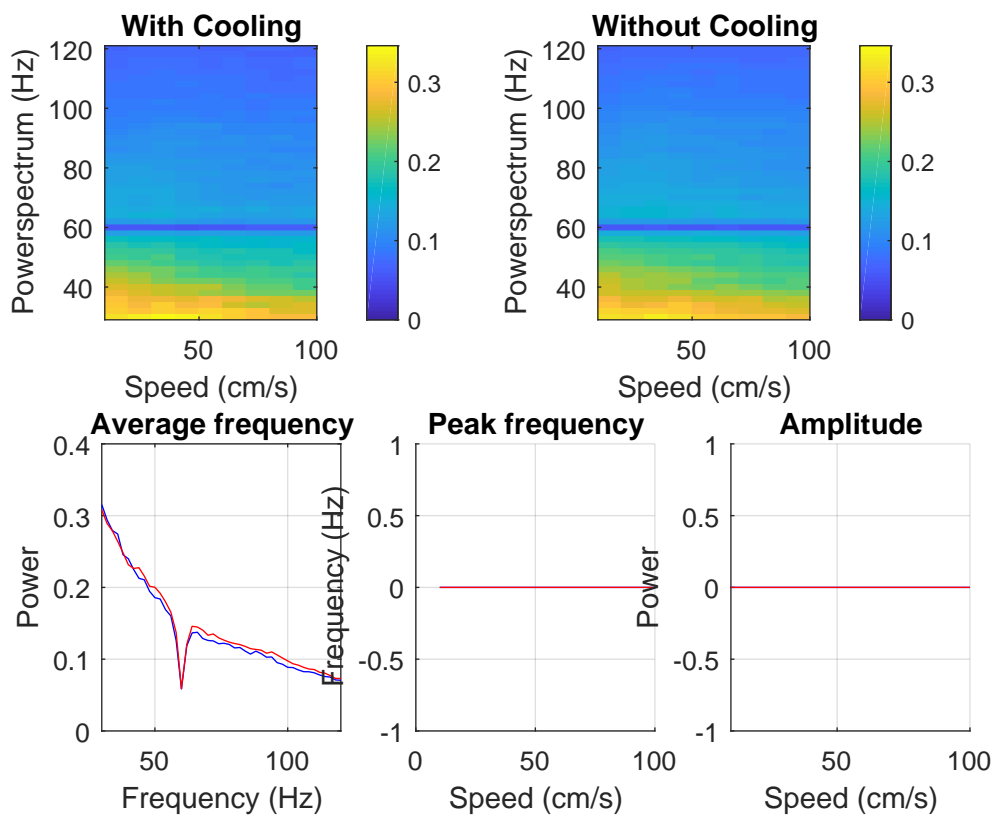 With Cooling
Without Cooling
Powerspectrum (Hz)
120
100
80
60
40
50
100
Speed (cm/s)
0.3
0.2
0.1
0
Powerspectrum (Hz)
120
100
80
60
40
50
100
Speed (cm/s)
0.3
0.2
0.1
0
Average frequency
Power
0.4
0.3
0.2
0.1
0
50
100
Frequency (Hz)
Peak frequency
Frequency (Hz)
1
0.5
0
-0.5
-1
0
50
100
Speed (cm/s)
Amplitude
Power
1
0.5
0
-0.5
-1
50
100
Speed (cm/s)